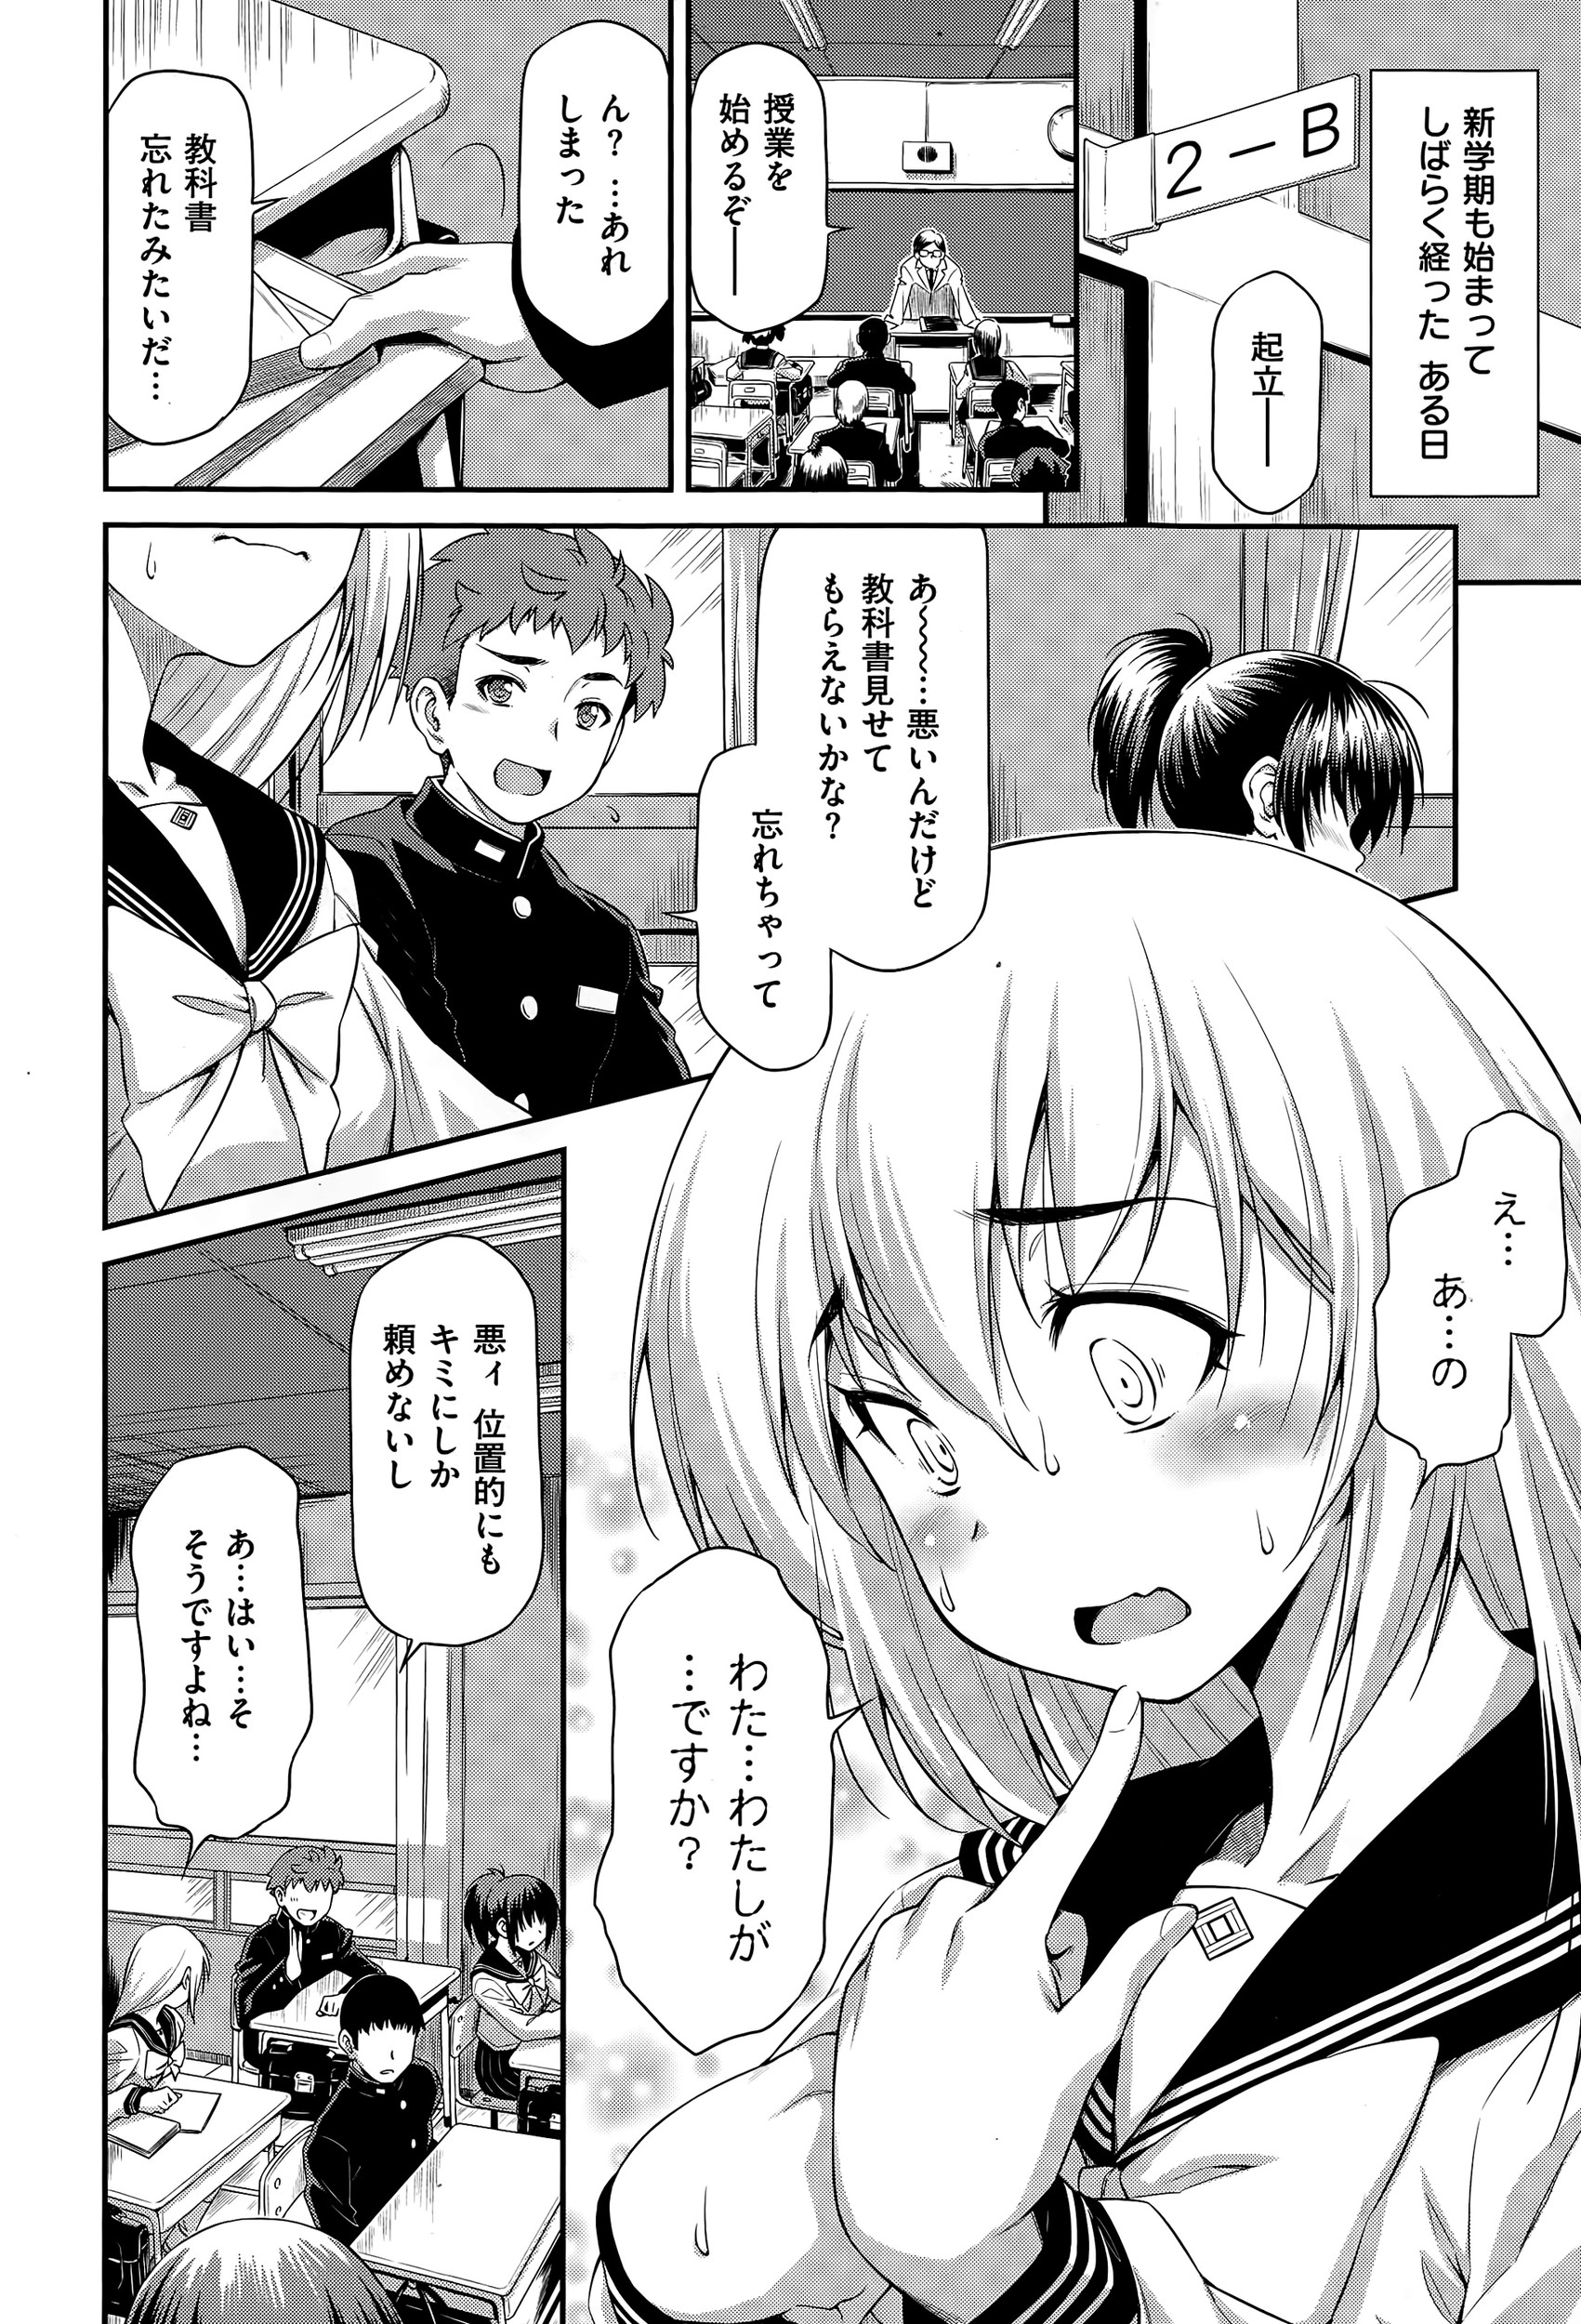 新学期も始まって
しばらく経った ある日
2－B
起立――
授業を
始めるぞ――
ん？…あれ
しまった
教科書
忘れたみたいだ…
あ～～～…悪いんだけど
教科書見せて
もらえないかな？
忘れちゃって
え…
あ…の
わた…わたしが
…ですか？
悪ィ 位置的にも
キミにしか
頼めないし
あ…はい…そ
そうですよね…